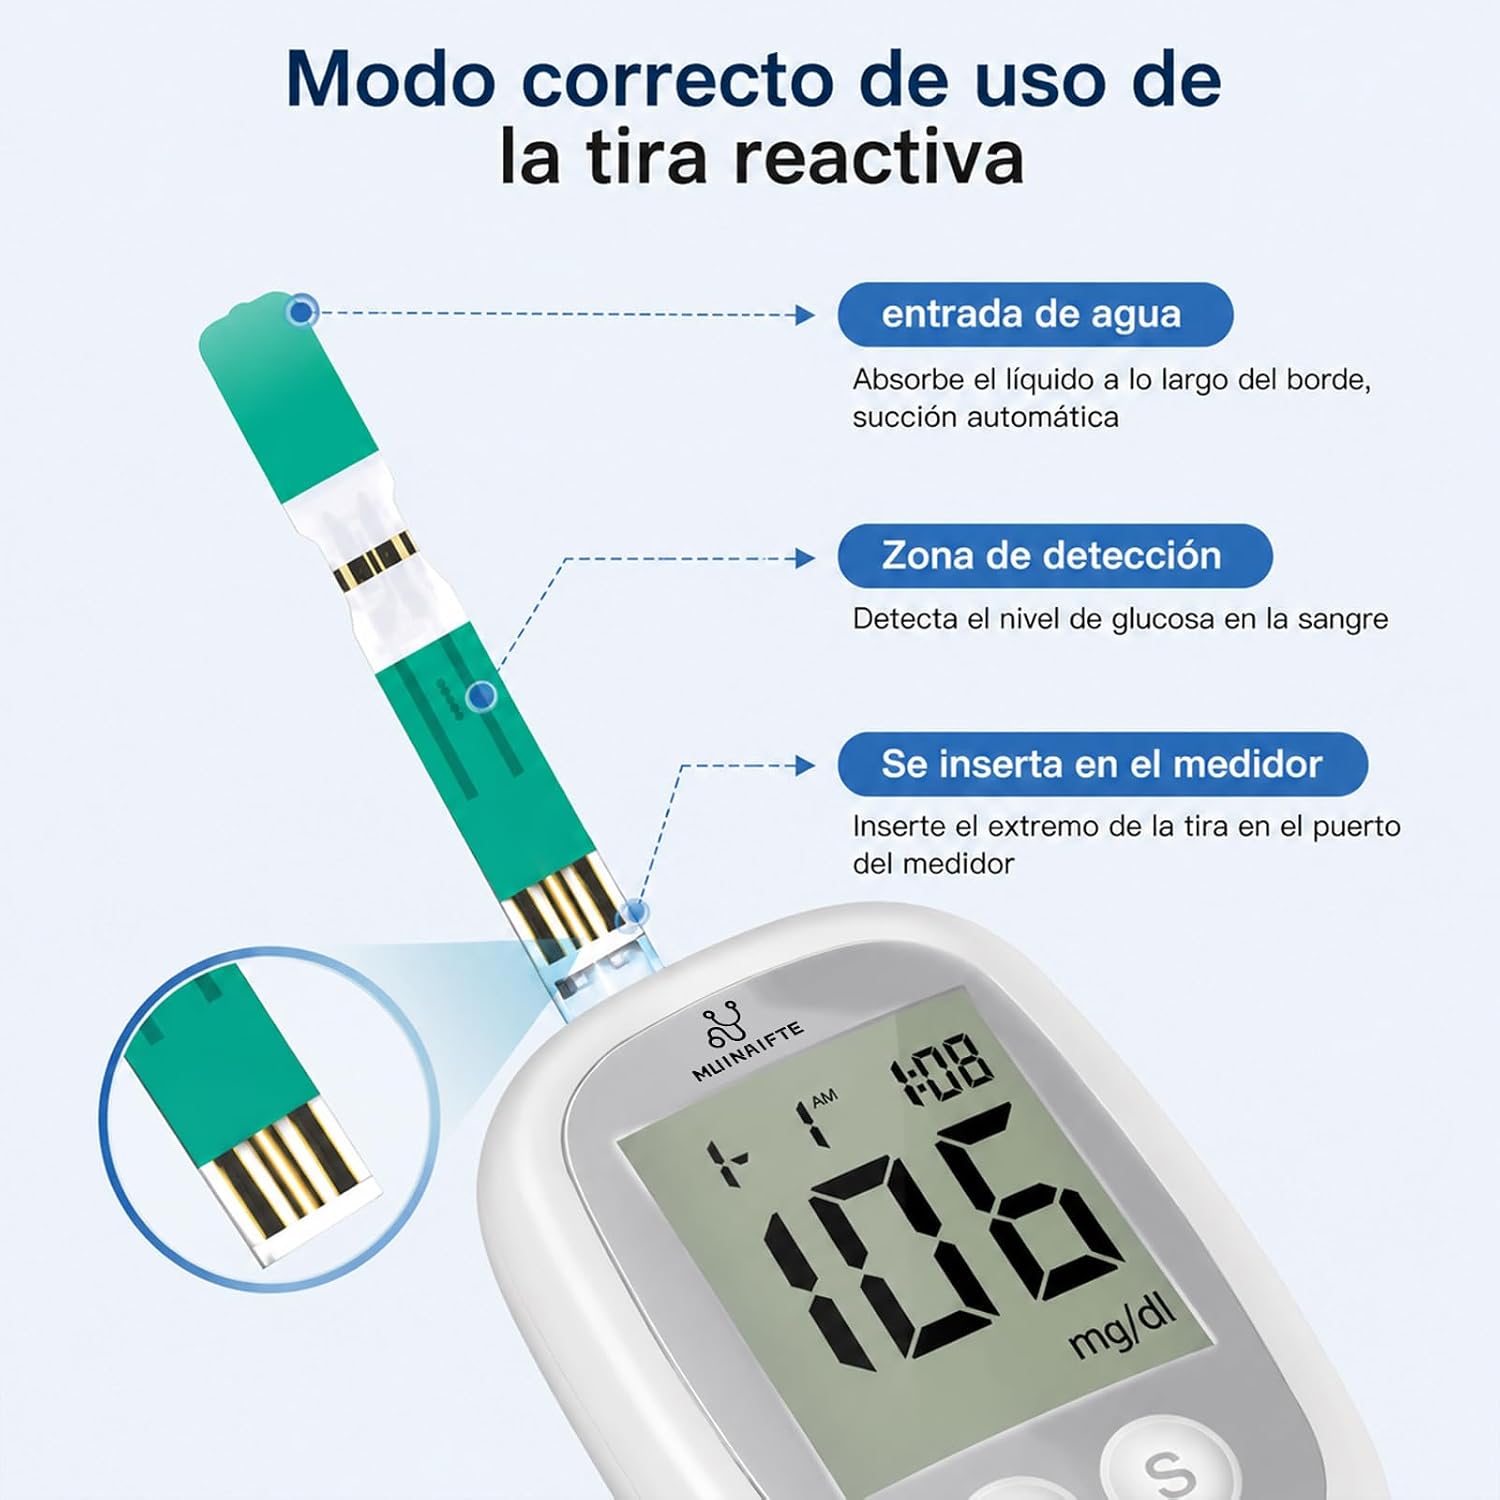 Modo correcto de uso de
la tira reactiva
entrada de agua
Absorbe el líquido a lo largo del borde,
succión automática
Zona de detección
Detecta el nivel de glucosa en la sangre
Se inserta en el medidor
Inserte el extremo de la tira en el puerto
del medidor
MUINAIFTE
1-1 AM 1:08
106
mg/dl
S